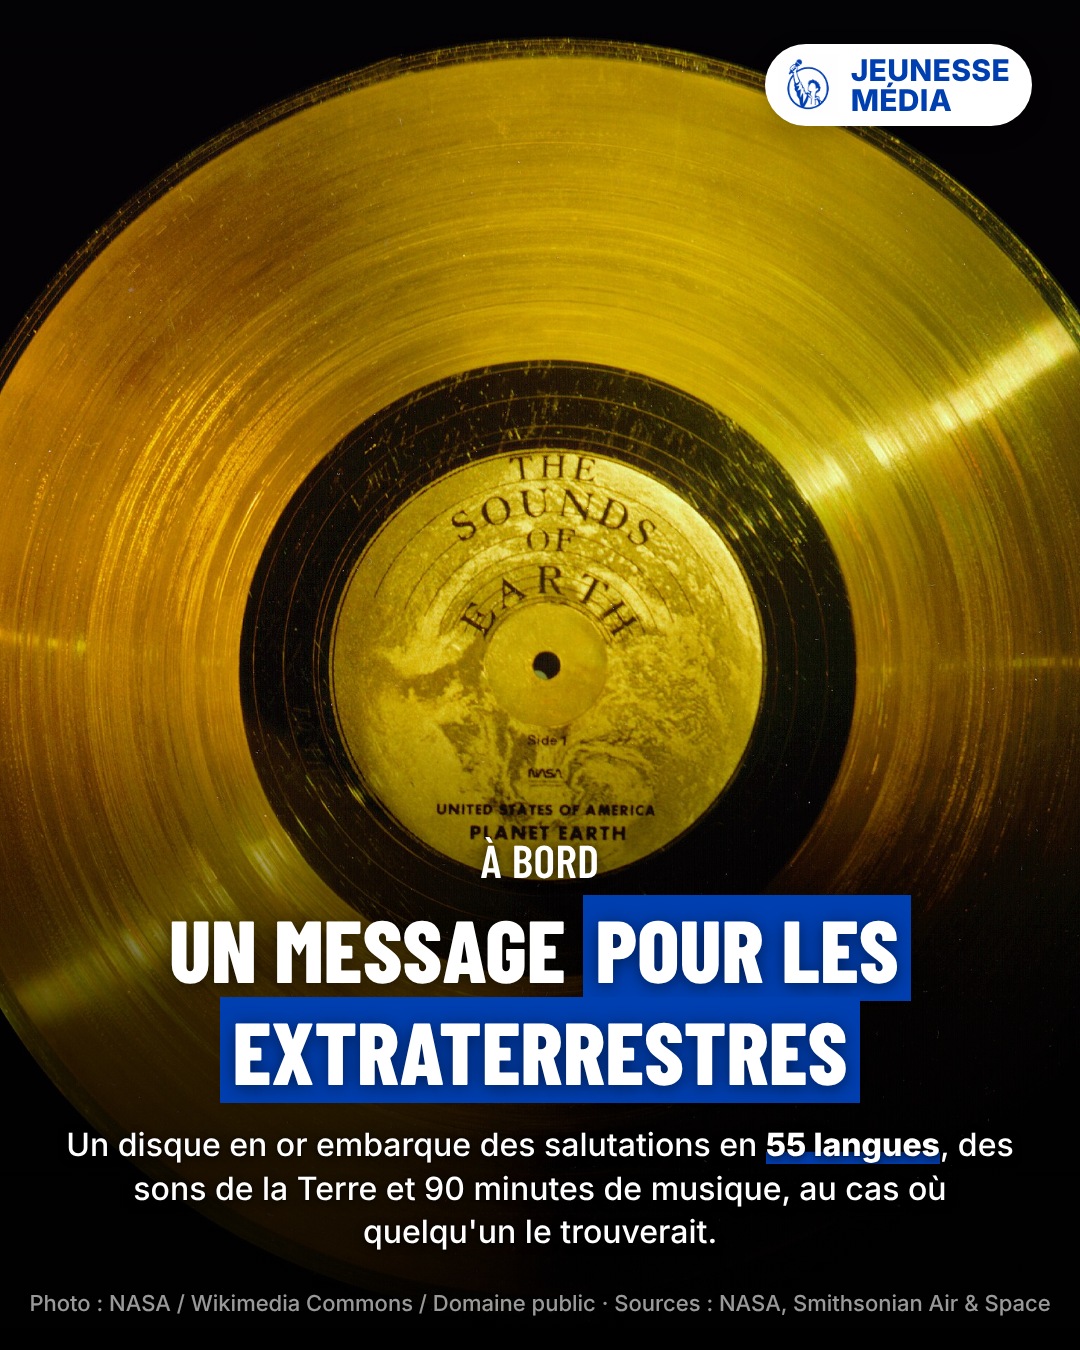 JEUNESSE
MÉDIA
THE
SOUNDS
OF
EARTH
Side 1
NASA
UNITED STATES OF AMERICA
PLANET EARTH
À BORD
UN MESSAGE POUR LES
EXTRATERRESTRES
Un disque en or embarque des salutations en 55 langues, des
sons de la Terre et 90 minutes de musique, au cas où
quelqu'un le trouverait.
Photo : NASA / Wikimedia Commons / Domaine public · Sources : NASA, Smithsonian Air & Space